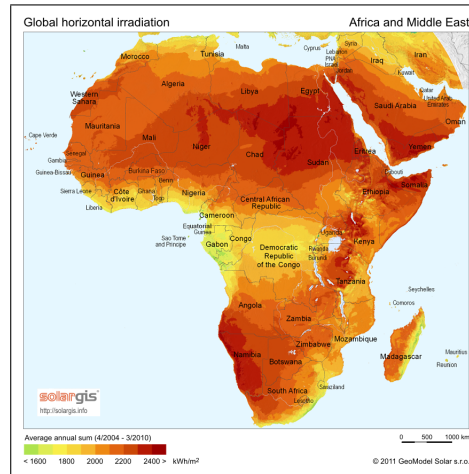 Global horizontal irradiation
Africa and Middle East
Malta
Cyprus
Syria
Lebanon
PNA
Israel
Jordan
Iraq
Iran
Kuwait
Morocco
Tunisia
Algeria
Libya
Egypt
Qatar
United Arab
Emirates
Saudi Arabia
Oman
Western
Sahara
Mauritania
Mali
Niger
Chad
Sudan
Eritrea
Yemen
Cape Verde
Senegal
Gambia
Guinea-Bissau
Guinea
Burkina Faso
Benin
Djibouti
Somalia
Sierra Leone
Côte
d'Ivoire
Ghana
Togo
Nigeria
Ethiopia
Liberia
Central African
Republic
Cameroon
Equatorial
Guinea
Sao Tome
and Principe
Gabon
Congo
Democratic
Republic
of the Congo
Uganda
Rwanda
Burundi
Kenya
Tanzania
Seychelles
Comoros
Angola
Zambia
Mozambique
Zimbabwe
Madagascar
Mauritius
Reunion
Namibia
Botswana
Swaziland
Lesotho
South Africa
solargis
http://solargis.info
Average annual sum (4/2004 - 3/2010)
< 1600 1800 2000 2200 2400 > kWh/m²
0 500 1000 km
© 2011 GeoModel Solar s.r.o.